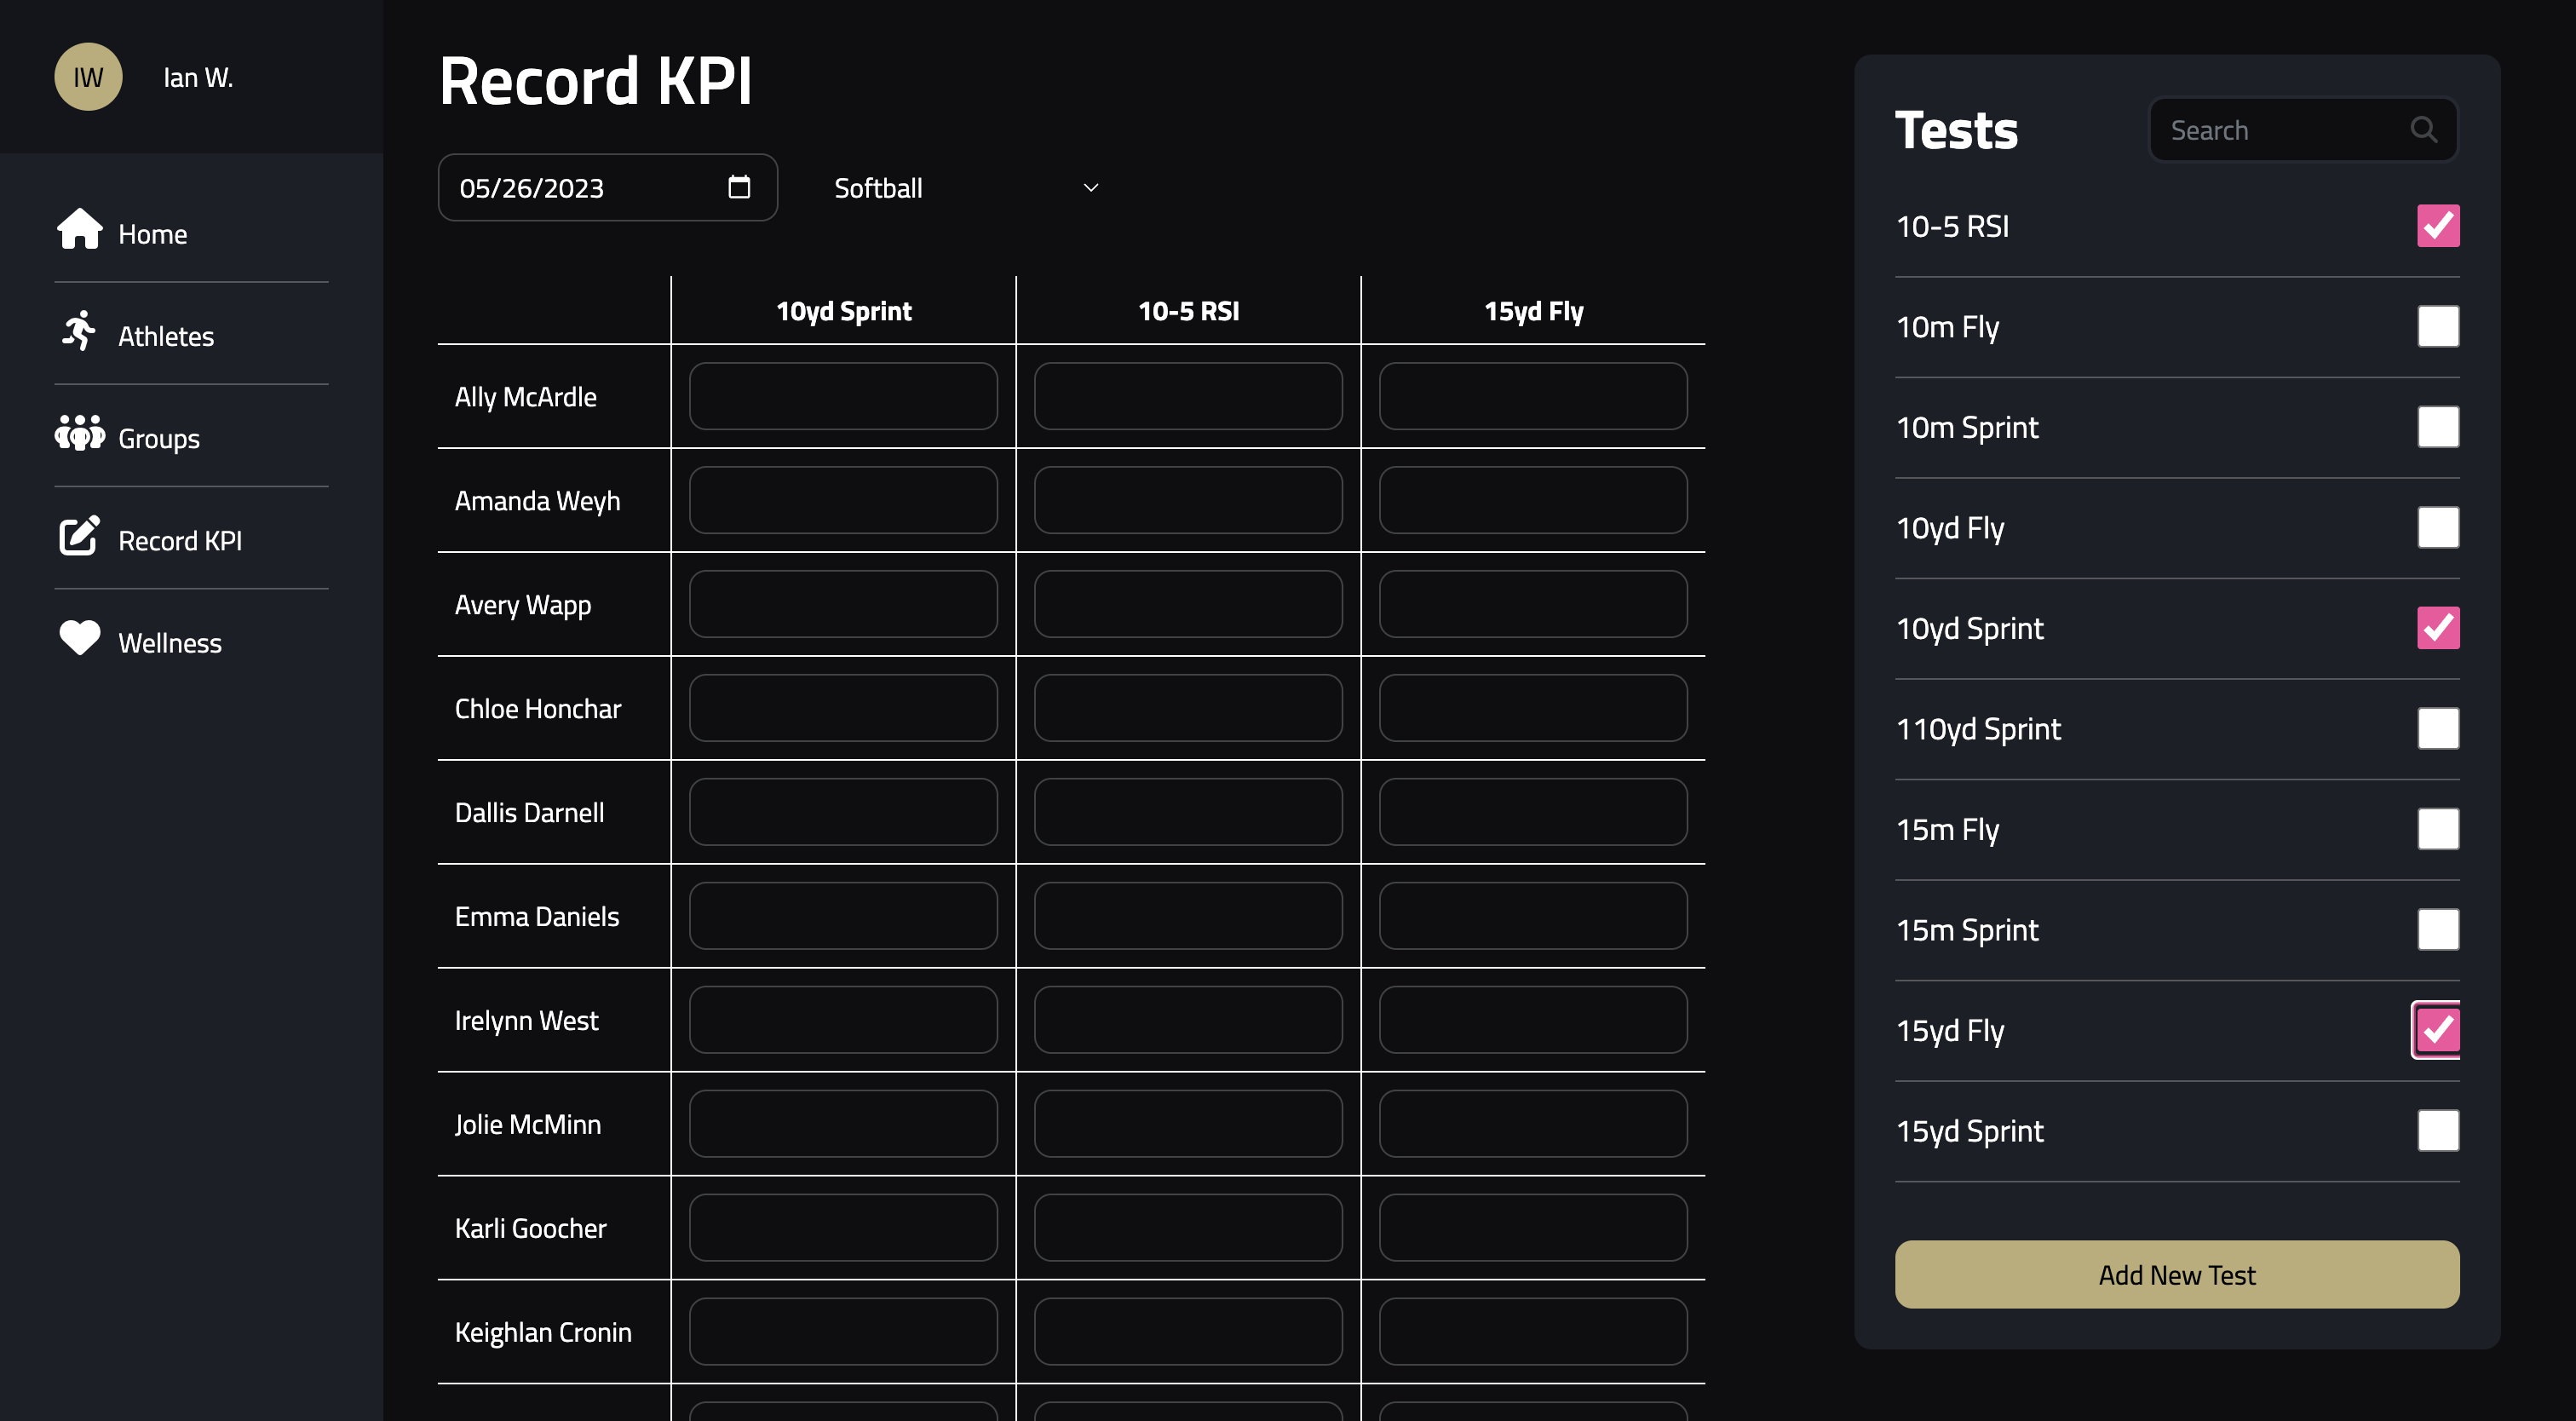 IW
Ian W.
Home
Athletes
Groups
Record KPI
Wellness
Record KPI
05/26/2023
Softball
10yd Sprint 10-5 RSI 15yd Fly
Ally McArdle
Amanda Weyh
Avery Wapp
Chloe Honchar
Dallis Darnell
Emma Daniels
Irelynn West
Jolie McMinn
Karli Goocher
Keighlan Cronin
Tests
Search
10-5 RSI
10m Fly
10m Sprint
10yd Fly
10yd Sprint
110yd Sprint
15m Fly
15m Sprint
15yd Fly
15yd Sprint
Add New Test